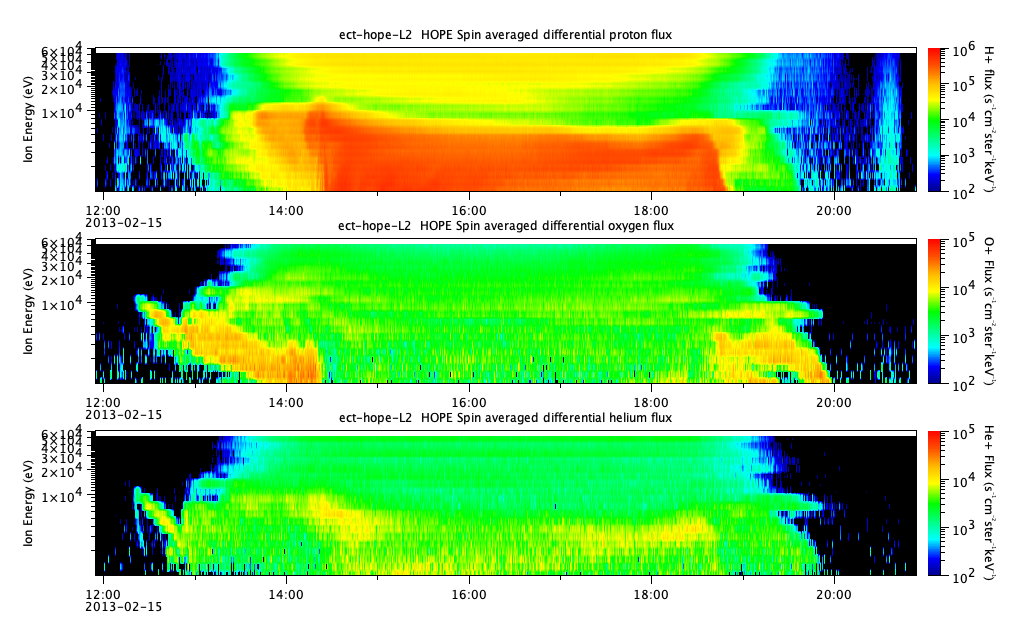 ect-hope-L2 HOPE Spin averaged differential proton flux
6×10⁴
4×10⁴
3×10⁴
2×10⁴
1×10⁴
Ion Energy (eV)
10⁶
10⁵
10⁴
10³
10²
H+ flux (s⁻¹cm⁻²ster⁻¹keV⁻¹)
12:00 14:00 16:00 18:00 20:00
2013-02-15
ect-hope-L2 HOPE Spin averaged differential oxygen flux
6×10⁴
4×10⁴
3×10⁴
2×10⁴
1×10⁴
Ion Energy (eV)
10⁵
10⁴
10³
10²
O+ Flux (s⁻¹cm⁻²ster⁻¹keV⁻¹)
12:00 14:00 16:00 18:00 20:00
2013-02-15
ect-hope-L2 HOPE Spin averaged differential helium flux
6×10⁴
4×10⁴
3×10⁴
2×10⁴
1×10⁴
Ion Energy (eV)
10⁵
10⁴
10³
10²
He+ Flux (s⁻¹cm⁻²ster⁻¹keV⁻¹)
12:00 14:00 16:00 18:00 20:00
2013-02-15